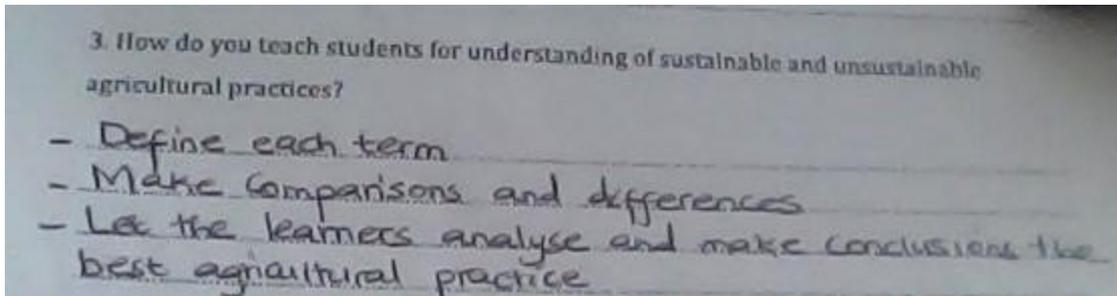 3. How do you teach students for understanding of sustainable and unsustainable
agricultural practices?
- Define each term
- Make Comparisons and differences
- Let the learners analyse and make conclusions the
best agricultural practice